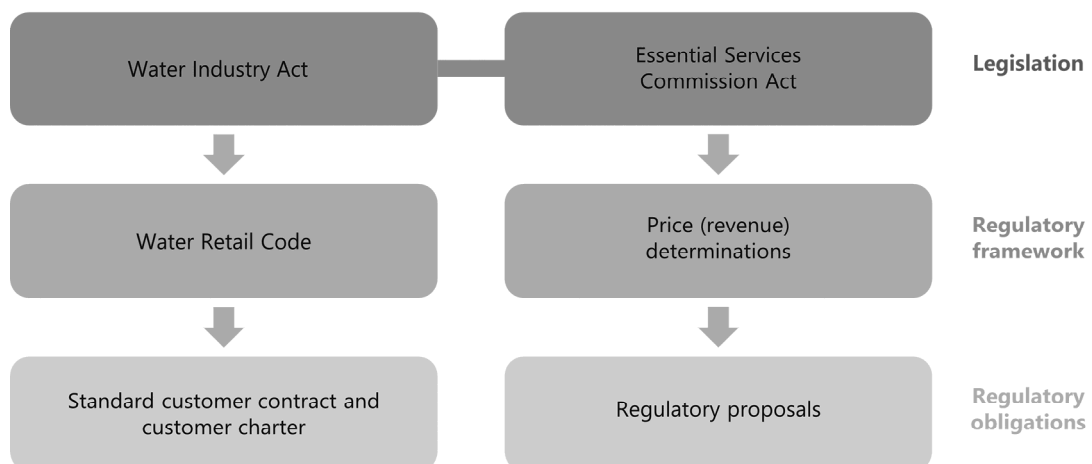 Water Industry Act
Essential Services
Commission Act
Legislation
Water Retail Code
Price (revenue)
determinations
Regulatory
framework
Standard customer contract and
customer charter
Regulatory proposals
Regulatory
obligations